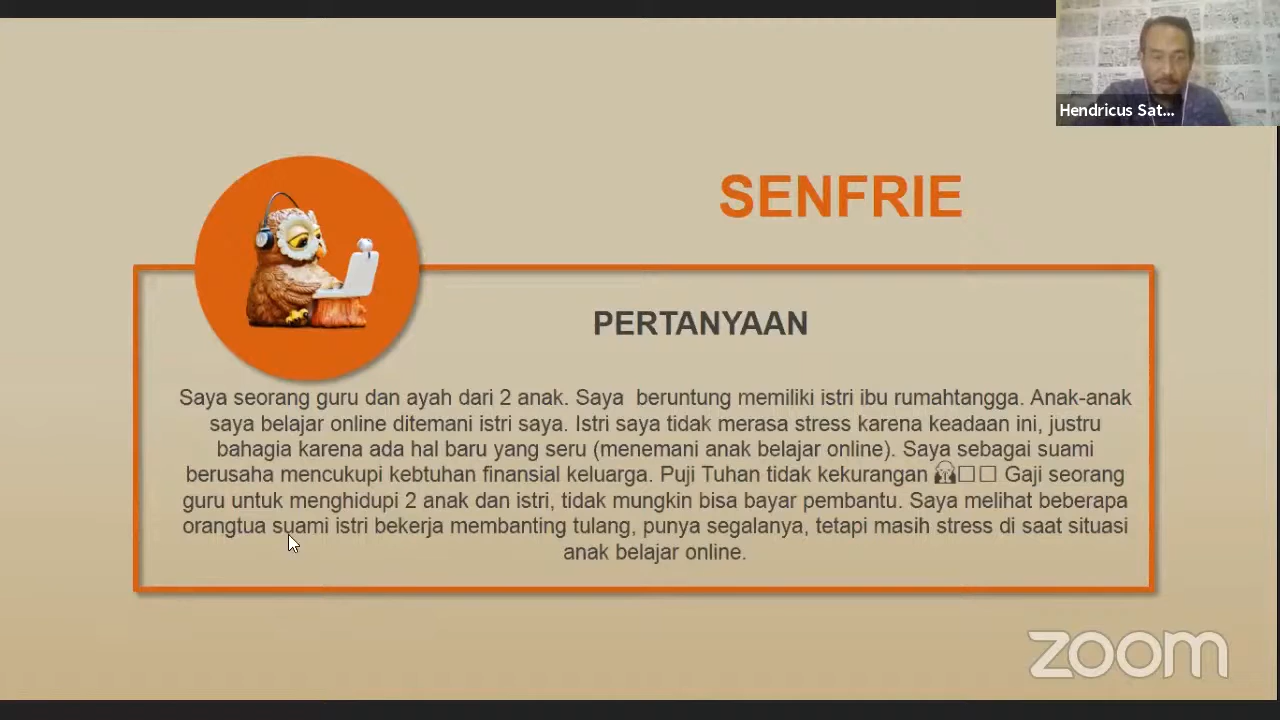 Hendricus Sat...
SENFRIE
PERTANYAAN
Saya seorang guru dan ayah dari 2 anak. Saya  beruntung memiliki istri ibu rumahtangga. Anak-anak
saya belajar online ditemani istri saya. Istri saya tidak merasa stress karena keadaan ini, justru
bahagia karena ada hal baru yang seru (menemani anak belajar online). Saya sebagai suami
berusaha mencukupi kebtuhan finansial keluarga. Puji Tuhan tidak kekurangan 🙏□□ Gaji seorang
guru untuk menghidupi 2 anak dan istri, tidak mungkin bisa bayar pembantu. Saya melihat beberapa
orangtua suami istri bekerja membanting tulang, punya segalanya, tetapi masih stress di saat situasi
anak belajar online.
zoom